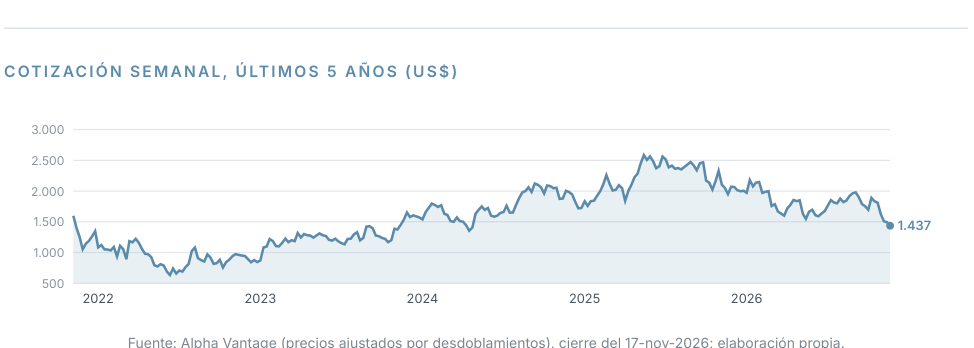 COTIZACIÓN SEMANAL, ÚLTIMOS 5 AÑOS (US$)
3.000
2.500
2.000
1.500
1.437
1.000
500
2022 2023 2024 2025 2026
Fuente: Alpha Vantage (precios ajustados por desdoblamientos), cierre del 17-nov-2026; elaboración propia.